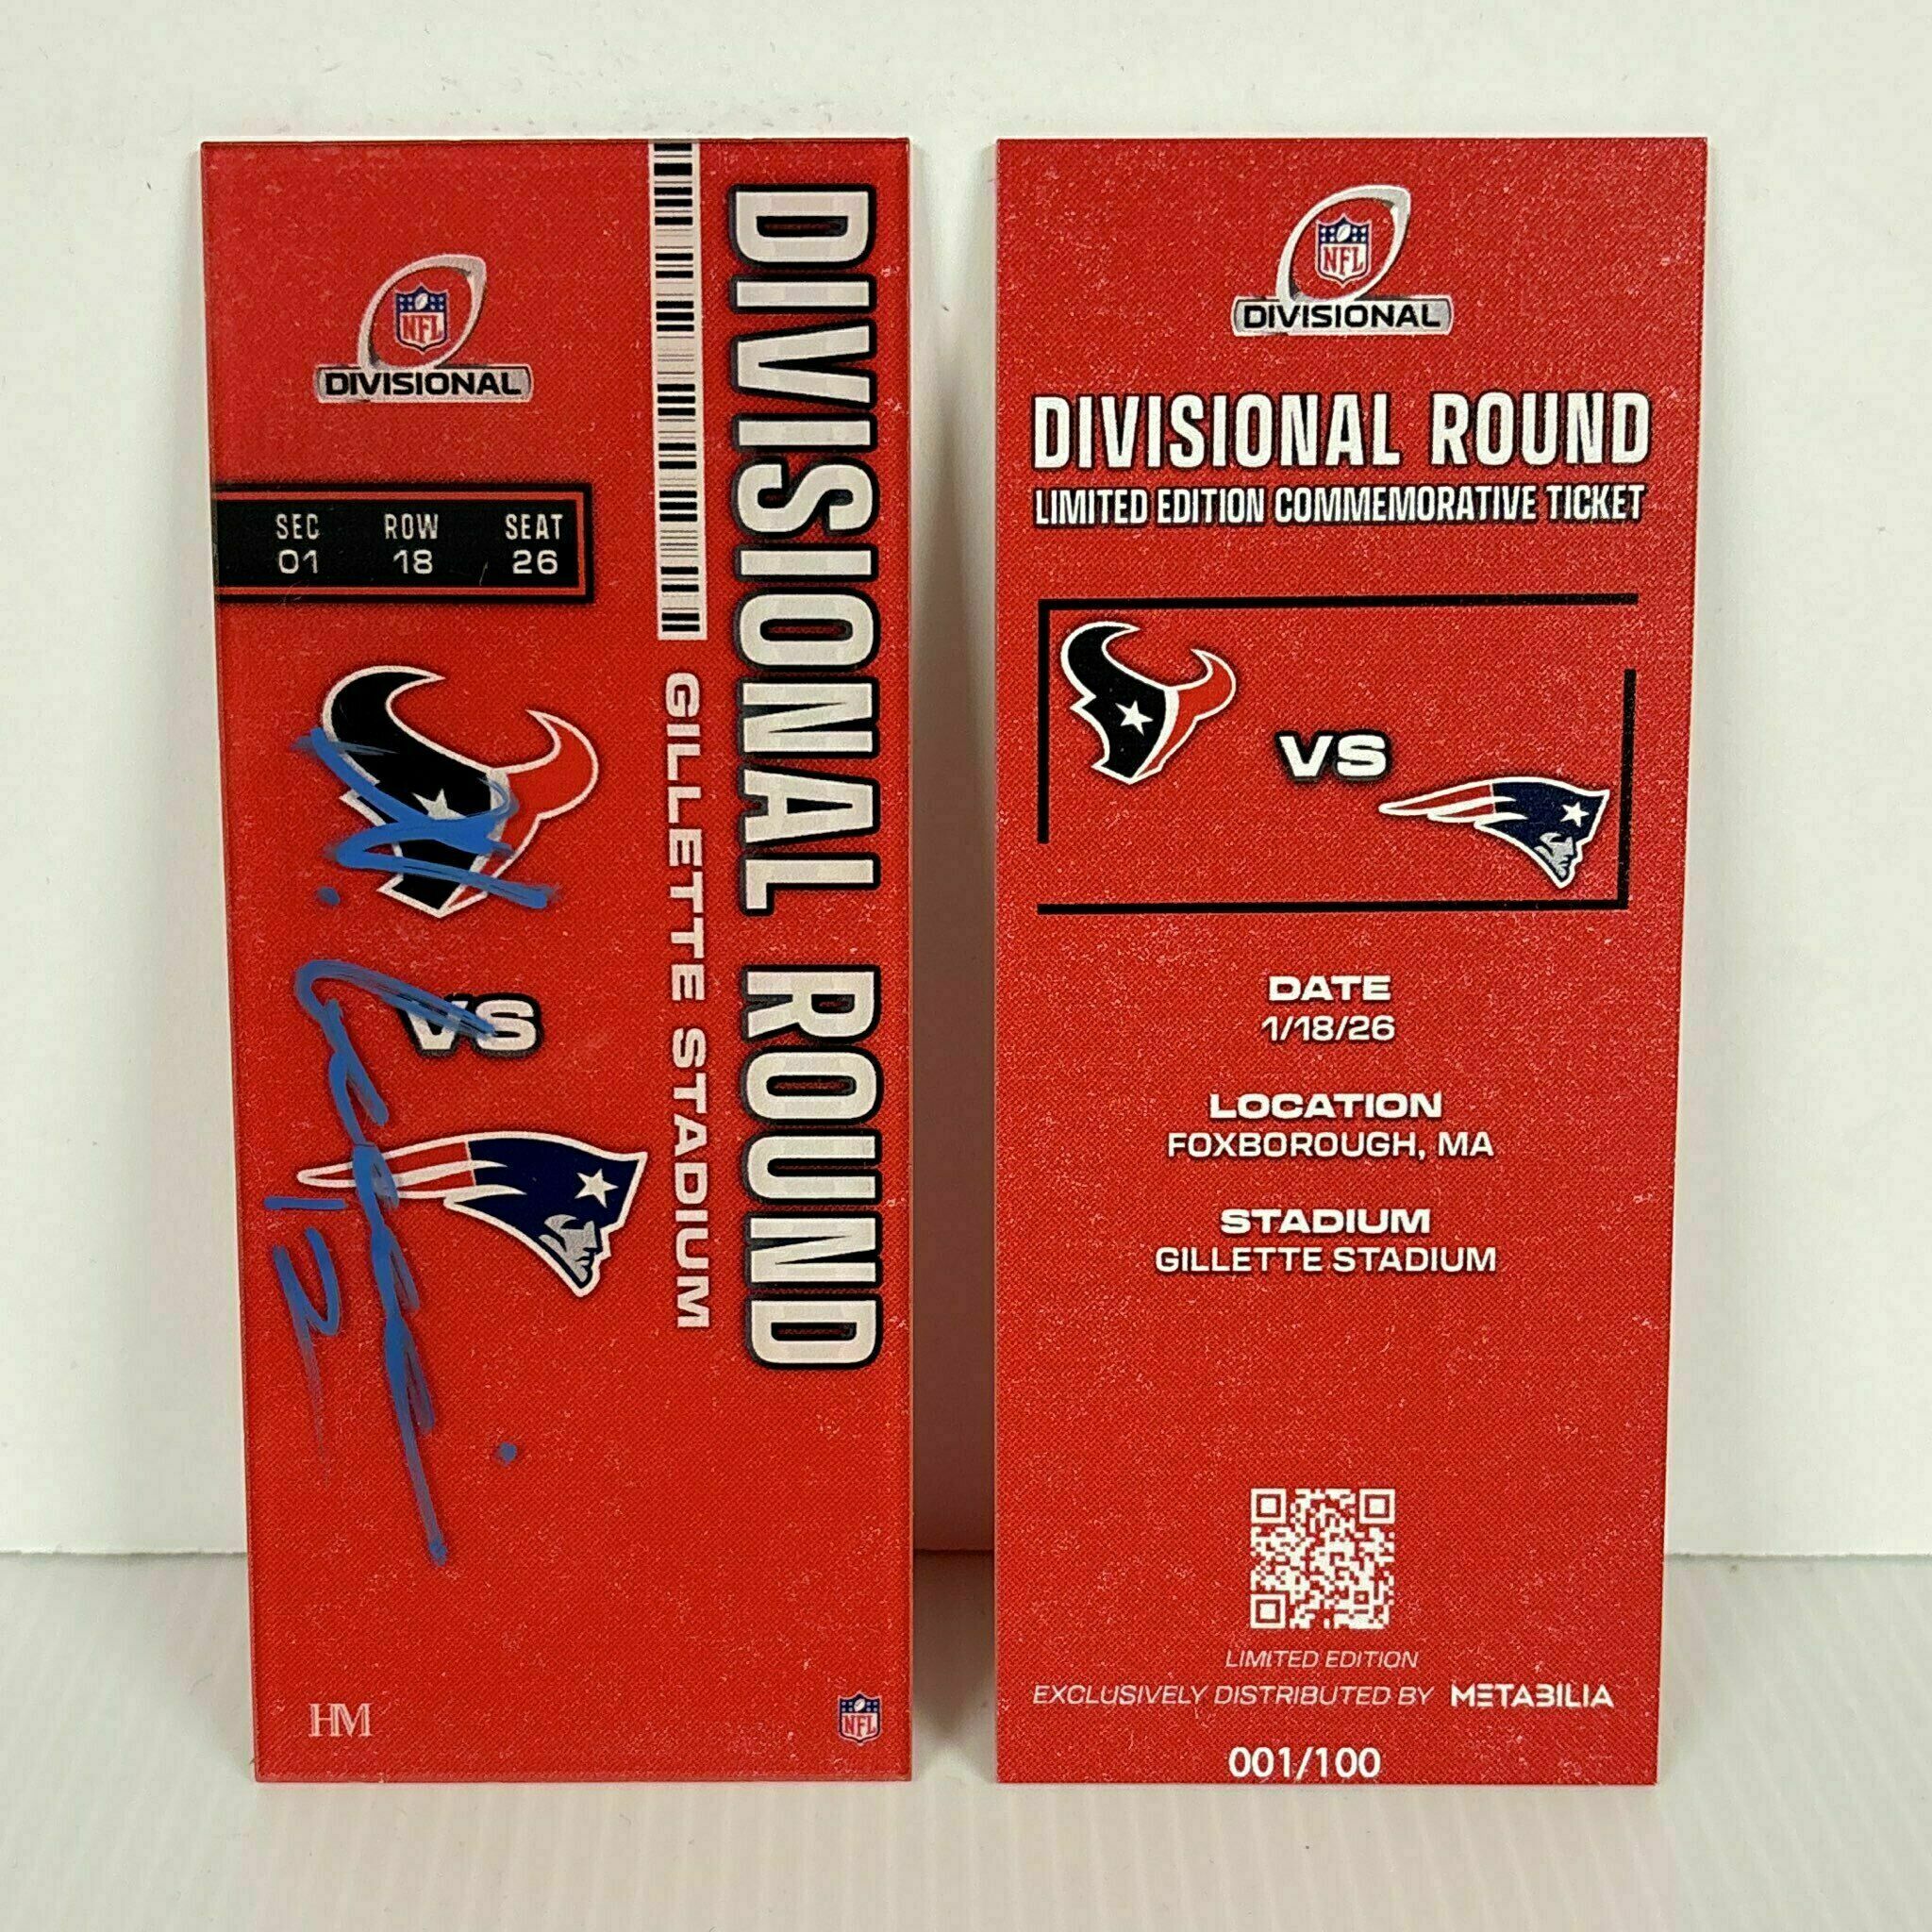 NFL
DIVISIONAL
SEC ROW SEAT
01 18 26
DIVISIONAL ROUND
GILLETTE STADIUM
VS
12
HM
NFL
NFL
DIVISIONAL
DIVISIONAL ROUND
LIMITED EDITION COMMEMORATIVE TICKET
VS
DATE
1/18/26
LOCATION
FOXBOROUGH, MA
STADIUM
GILLETTE STADIUM
LIMITED EDITION
EXCLUSIVELY DISTRIBUTED BY METABILIA
001/100